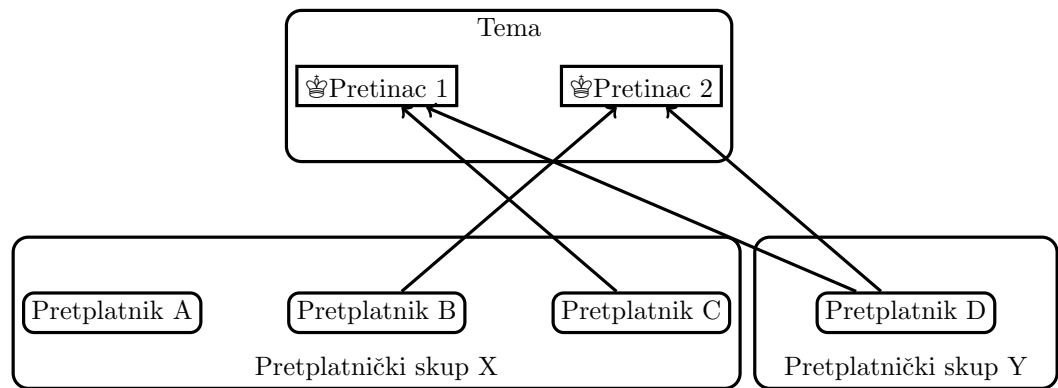 Tema
♔Pretinac 1
♔Pretinac 2
Pretplatnik A
Pretplatnik B
Pretplatnik C
Pretplatnik D
Pretplatnički skup X
Pretplatnički skup Y